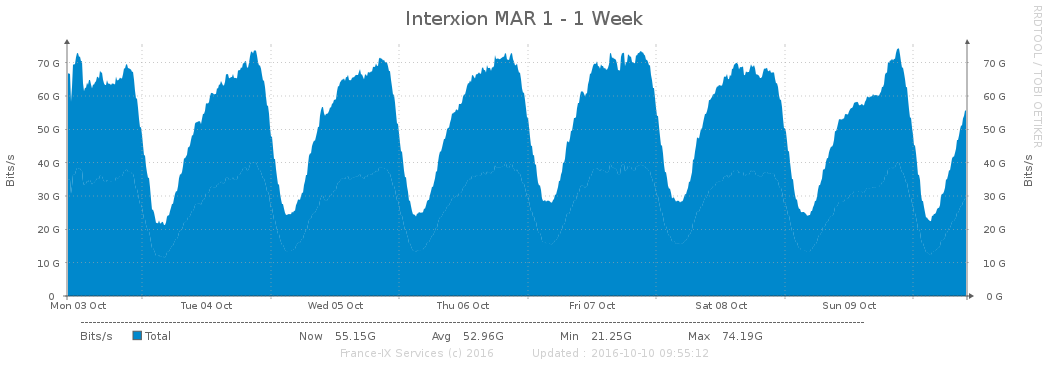 Interxion MAR 1 - 1 Week
RRDTOOL / TOBI OETIKER
Bits/s
Bits/s
70 G 70 G
60 G 60 G
50 G 50 G
40 G 40 G
30 G 30 G
20 G 20 G
10 G 10 G
0 0 G
Mon 03 Oct Tue 04 Oct Wed 05 Oct Thu 06 Oct Fri 07 Oct Sat 08 Oct Sun 09 Oct
Bits/s Total Now 55.15G Avg 52.96G Min 21.25G Max 74.19G
France-IX Services (c) 2016 Updated : 2016-10-10 09:55:12